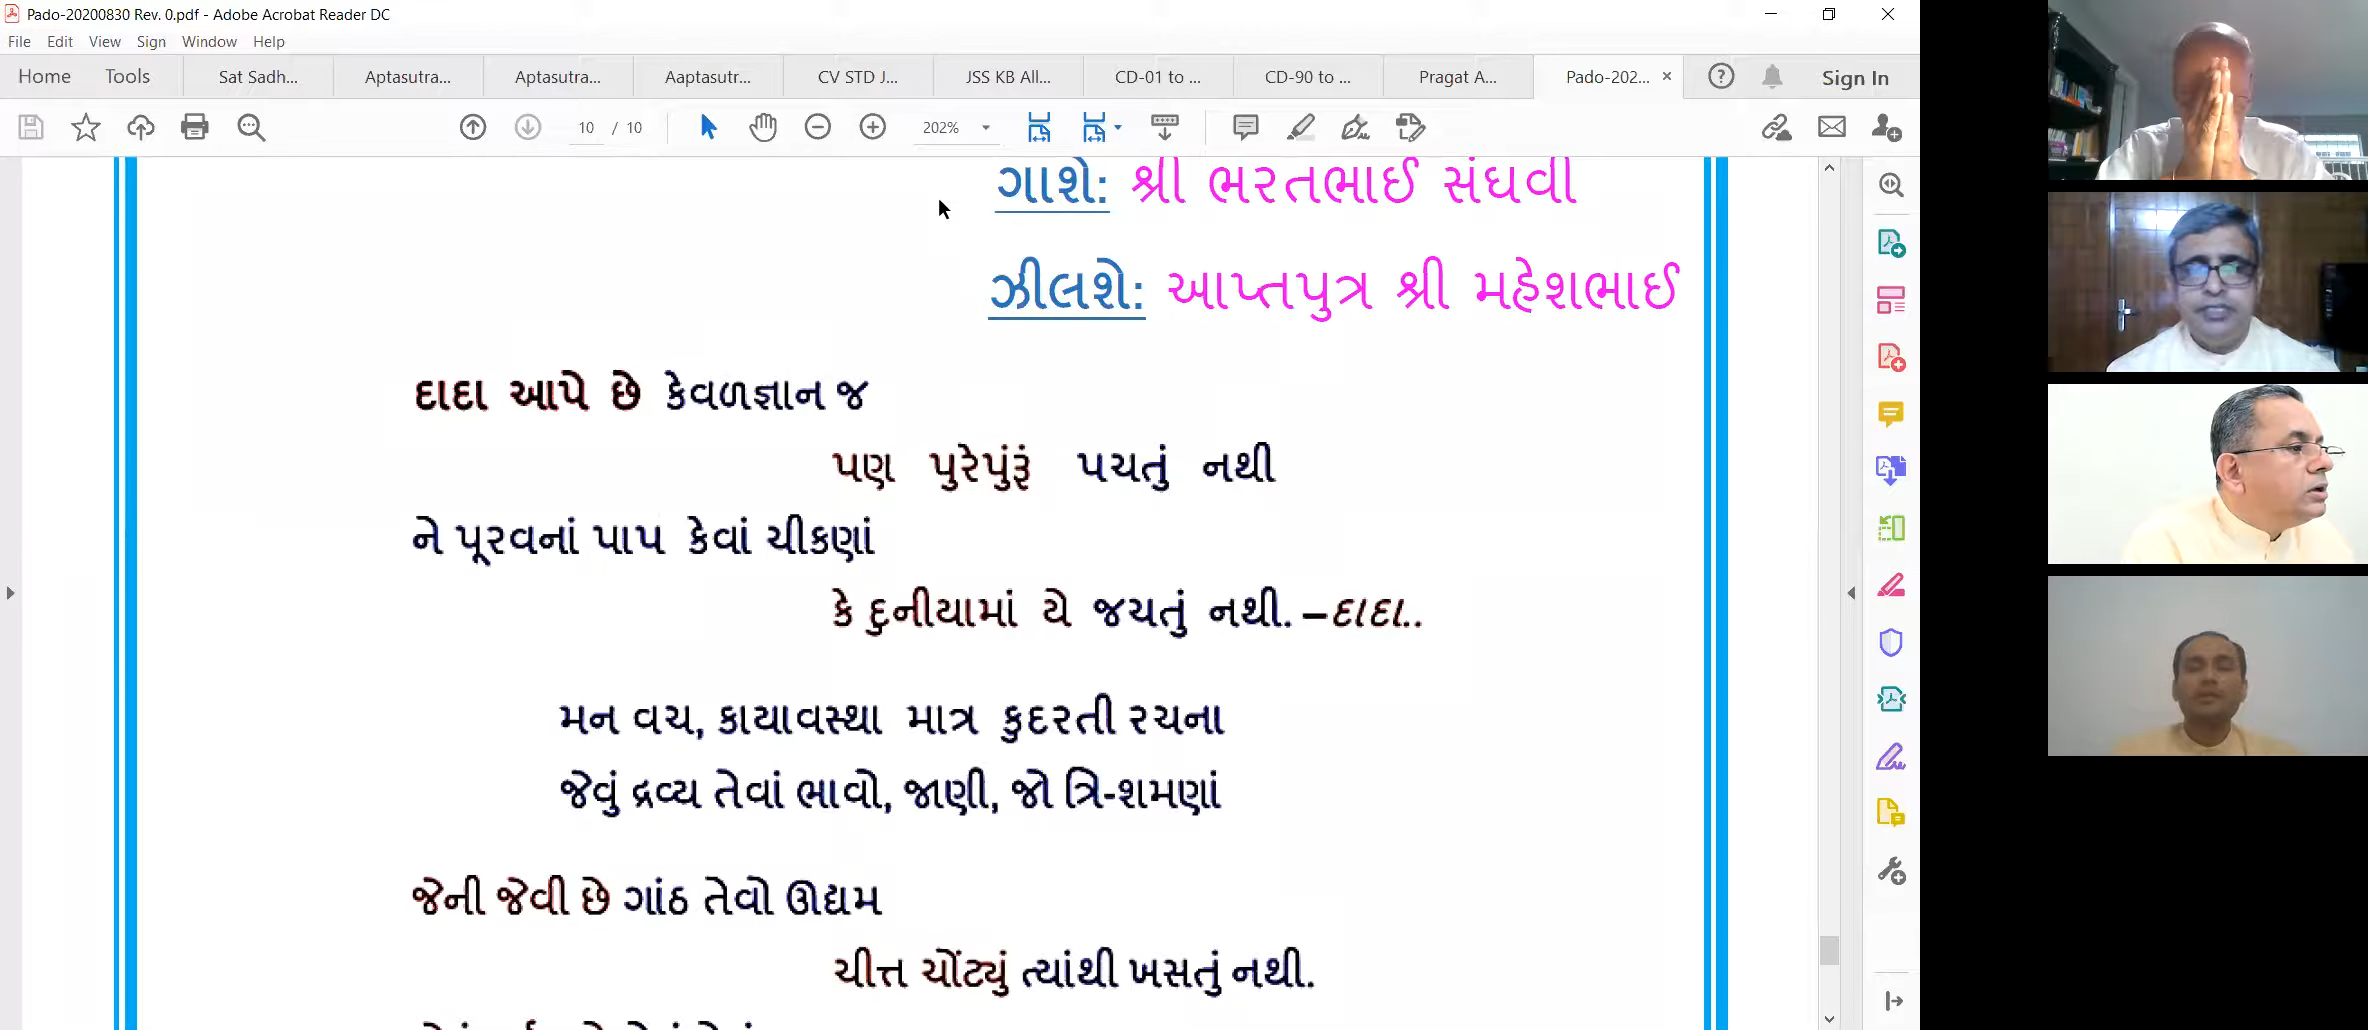 Pado-20200830 Rev. 0.pdf - Adobe Acrobat Reader DC
File Edit View Sign Window Help
Home Tools Sat Sadh... Aptasutra... Aptasutra... Aaptasutr... CV STD J... JSS KB All... CD-01 to ... CD-90 to ... Pragat A... Pado-202... Sign In
10 / 10 202%
ગાશે: શ્રી ભરતભાઈ સંઘવી
ઝીલશે: આપ્તપુત્ર શ્રી મહેશભાઈ
દાદા આપે છે કેવળજ્ઞાન જ
પણ પુરેપુંરૂં પચતું નથી
ને પૂરવનાં પાપ કેવાં ચીકણાં
કે દુનીયામાં યે જચતું નથી. –દાદા..
મન વચ, કાયાવસ્થા માત્ર કુદરતી રચના
જેવું દ્રવ્ય તેવાં ભાવો, જાણી, જો ત્રિ-શમણાં
જેની જેવી છે ગાંઠ તેવો ઊદ્યમ
ચીત્ત ચોંટ્યું ત્યાંથી ખસતું નથી.